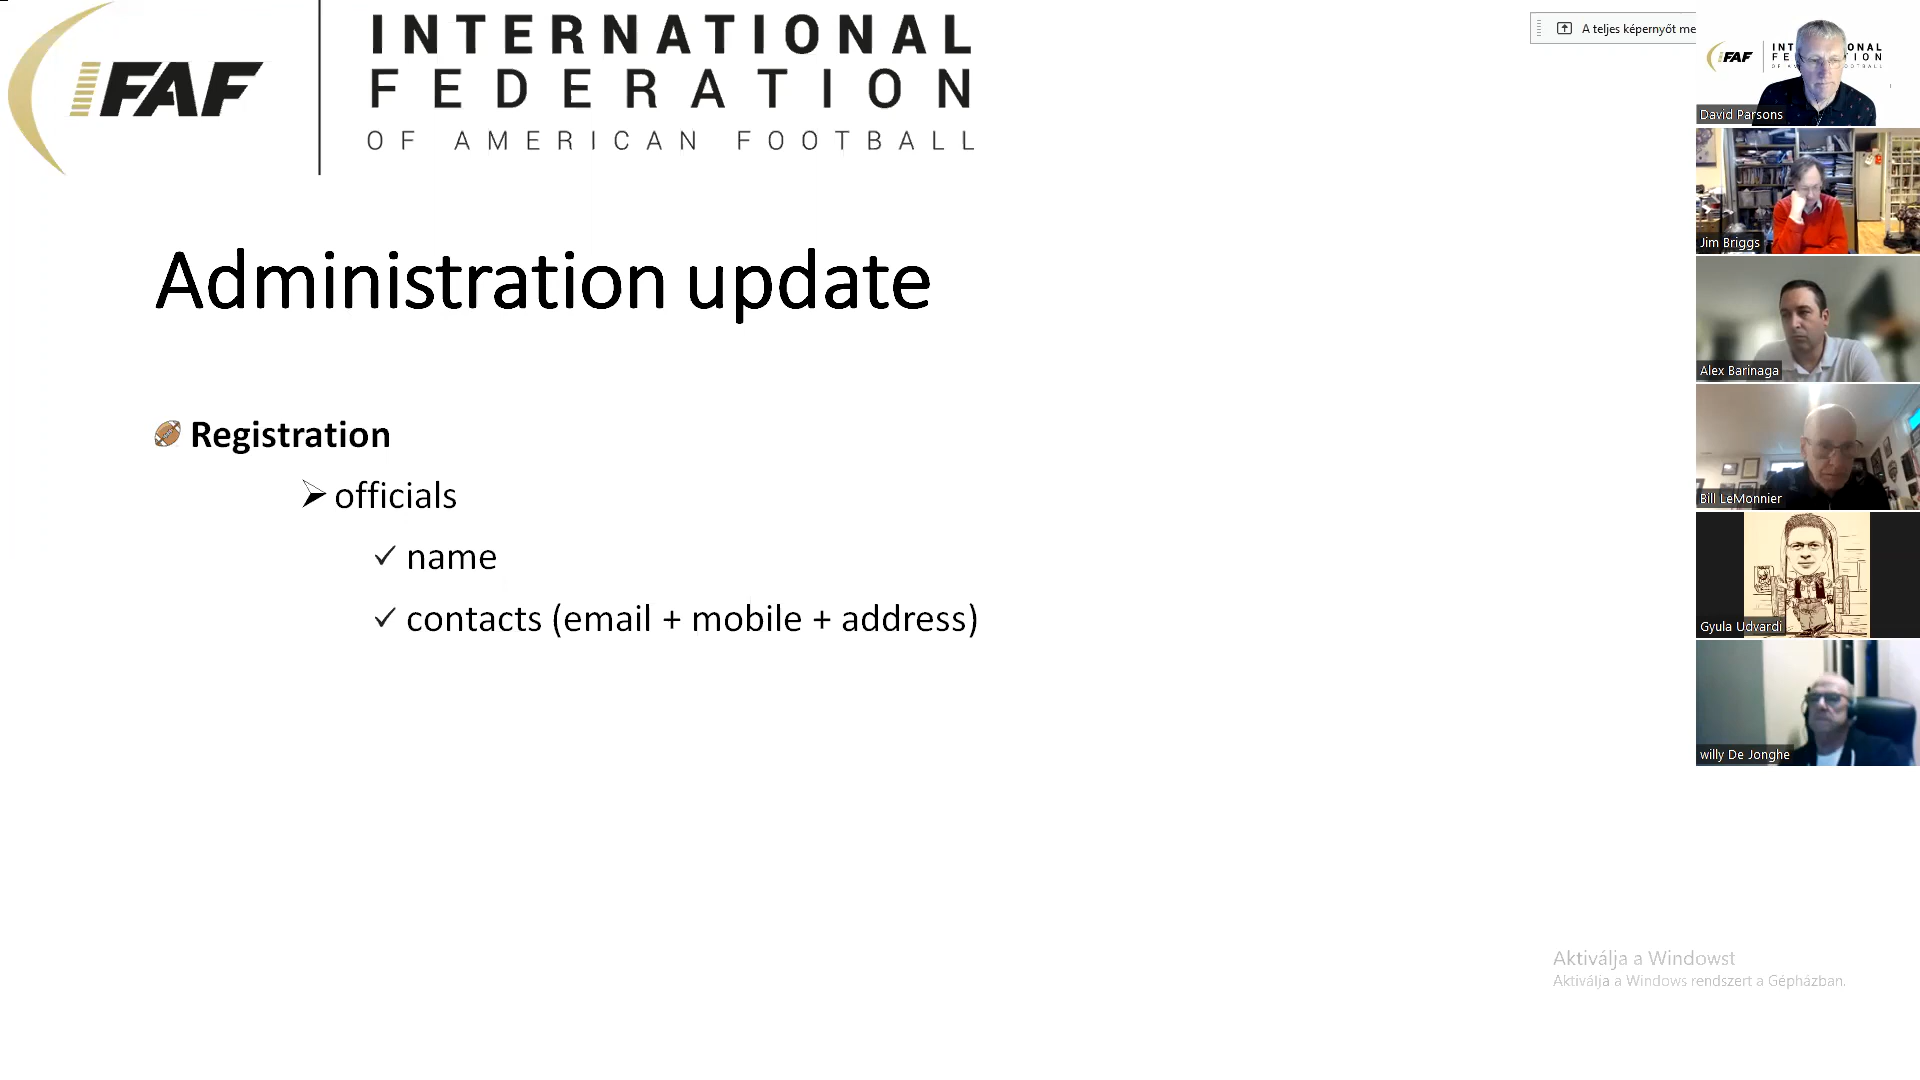 IFAF
INTERNATIONAL
FEDERATION
OF AMERICAN FOOTBALL
Administration update
Registration
➢ officials
✓ name
✓ contacts (email + mobile + address)
A teljes képernyőt me
FAF
David Parsons
Jim Briggs
Alex Barinaga
Bill LeMonnier
Gyula Udvardi
willy De Jonghe
Aktiválja a Windowst
Aktiválja a Windows rendszert a Gépházban.